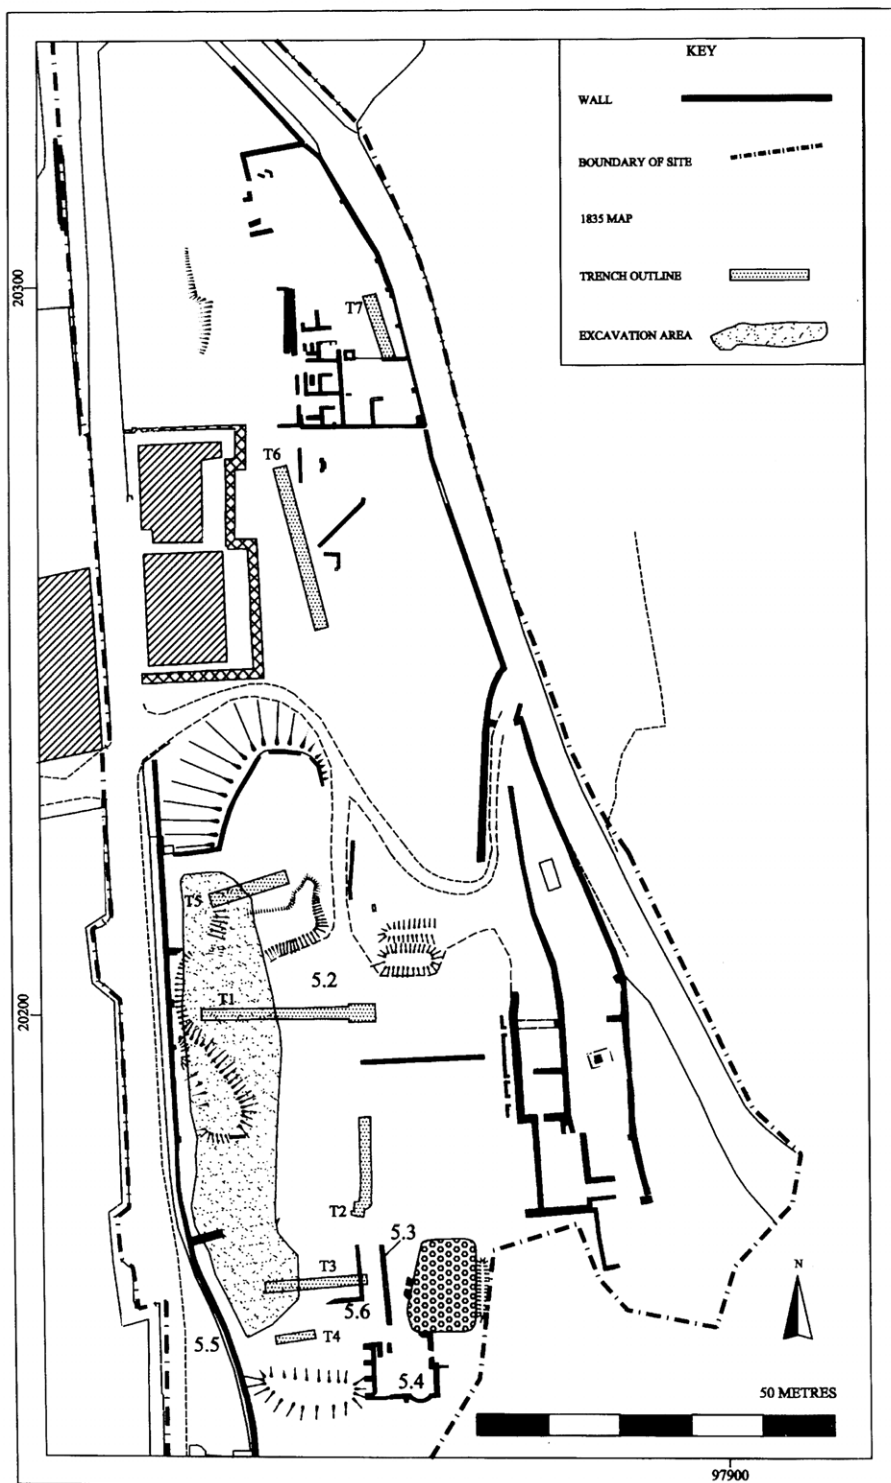 KEY
WALL
BOUNDARY OF SITE
1835 MAP
TRENCH OUTLINE
EXCAVATION AREA
20300
T7
T6
T5
5.2
T1
20200
T2
5.3
T3
5.6
T4
5.5
5.4
N
50 METRES
97900